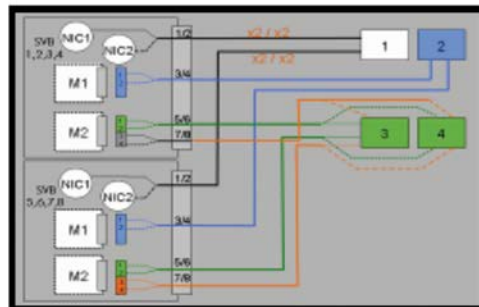 NIC1
SVB
1,2,3,4
NIC2
1/2
x2 / x2
x2 / x2
1
2
M1
3/4
M2
5/6
7/8
3
4
SVB
5,6,7,8
NIC1
NIC2
1/2
M1
3/4
M2
5/6
7/8